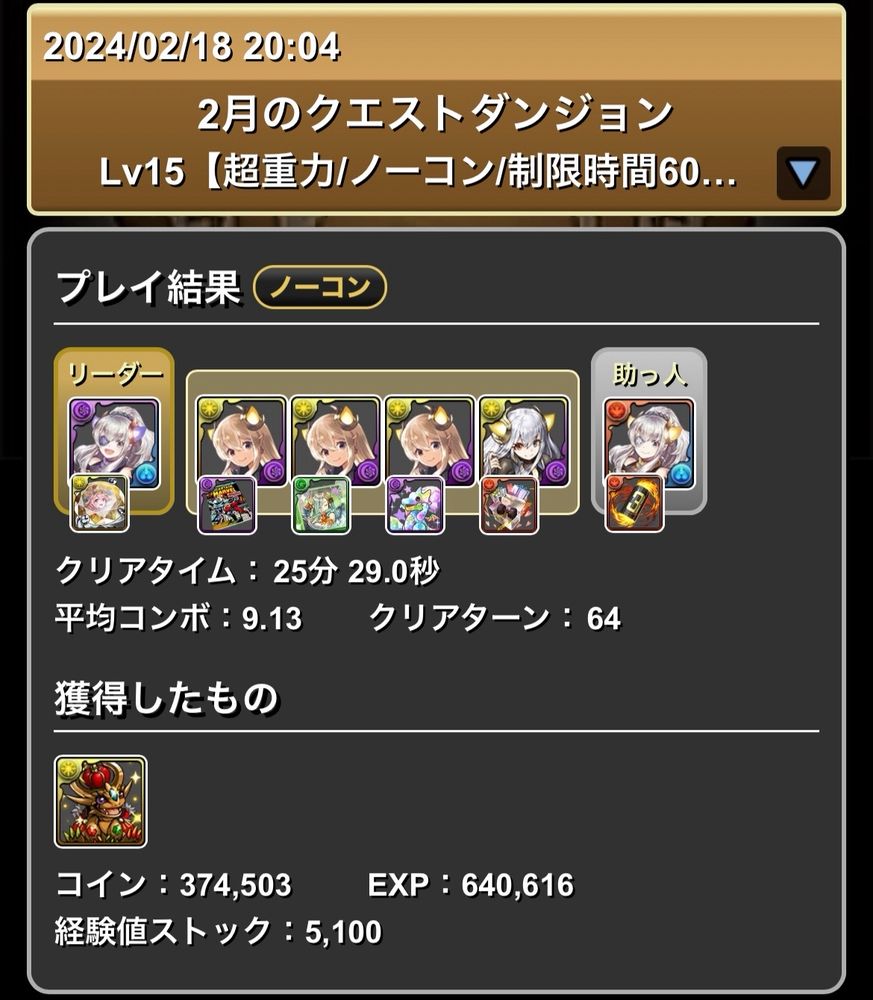 2024/02/18 20:04
2月のクエストダンジョン
Lv15【超重力/ノーコン/制限時間60…
プレイ結果 ノーコン
リーダー 助っ人
クリアタイム：25分 29.0秒
平均コンボ：9.13 クリアターン：64
獲得したもの
コイン：374,503 EXP：640,616
経験値ストック：5,100